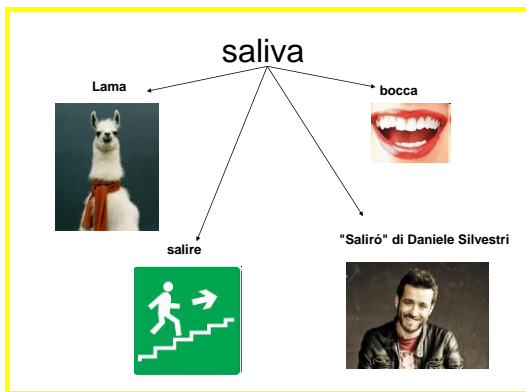 saliva
Lama
bocca
salire
"Saliró" di Daniele Silvestri